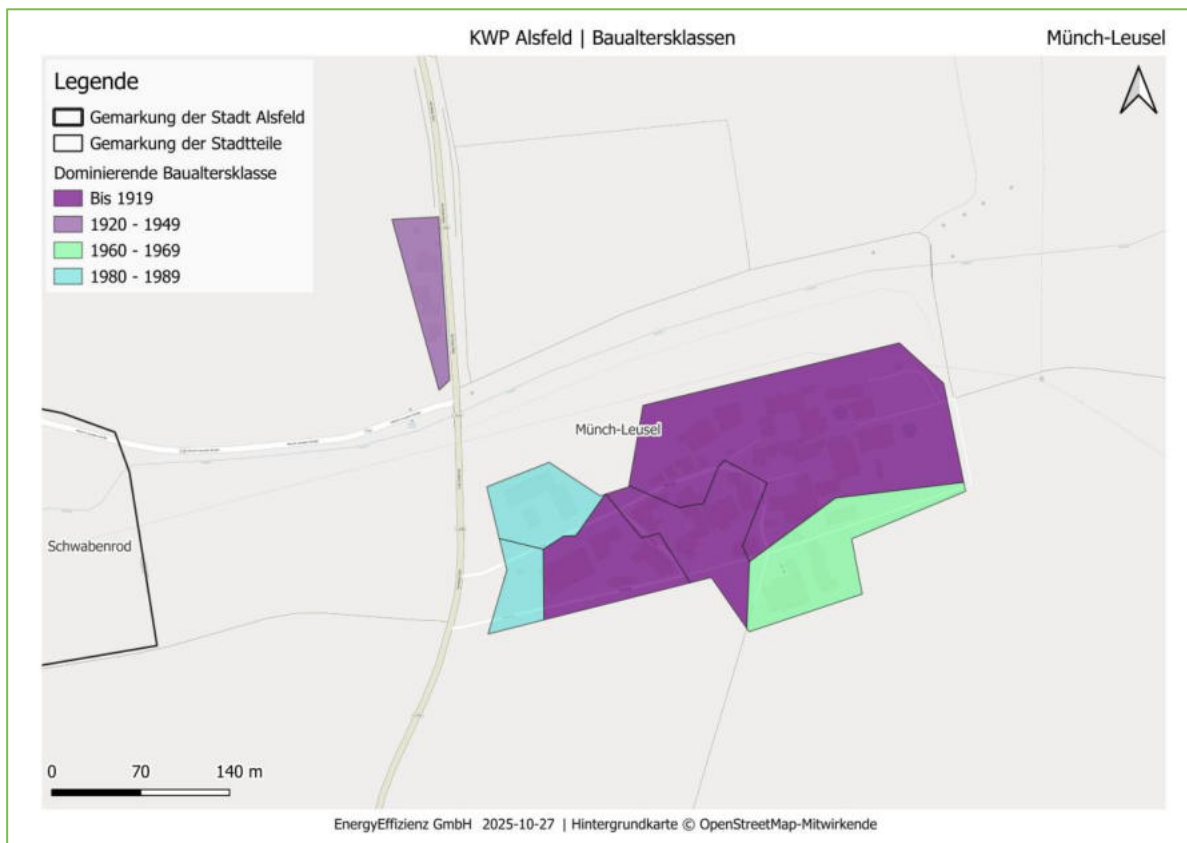 KWP Alsfeld | Baualtersklassen
Münch-Leusel
Legende
Gemarkung der Stadt Alsfeld
Gemarkung der Stadtteile
Dominierende Baualtersklasse
Bis 1919
1920 - 1949
1960 - 1969
1980 - 1989
Münch-Leusel
Schwabenrod
0 70 140 m
EnergyEffizienz GmbH 2025-10-27 | Hintergrundkarte © OpenStreetMap-Mitwirkende